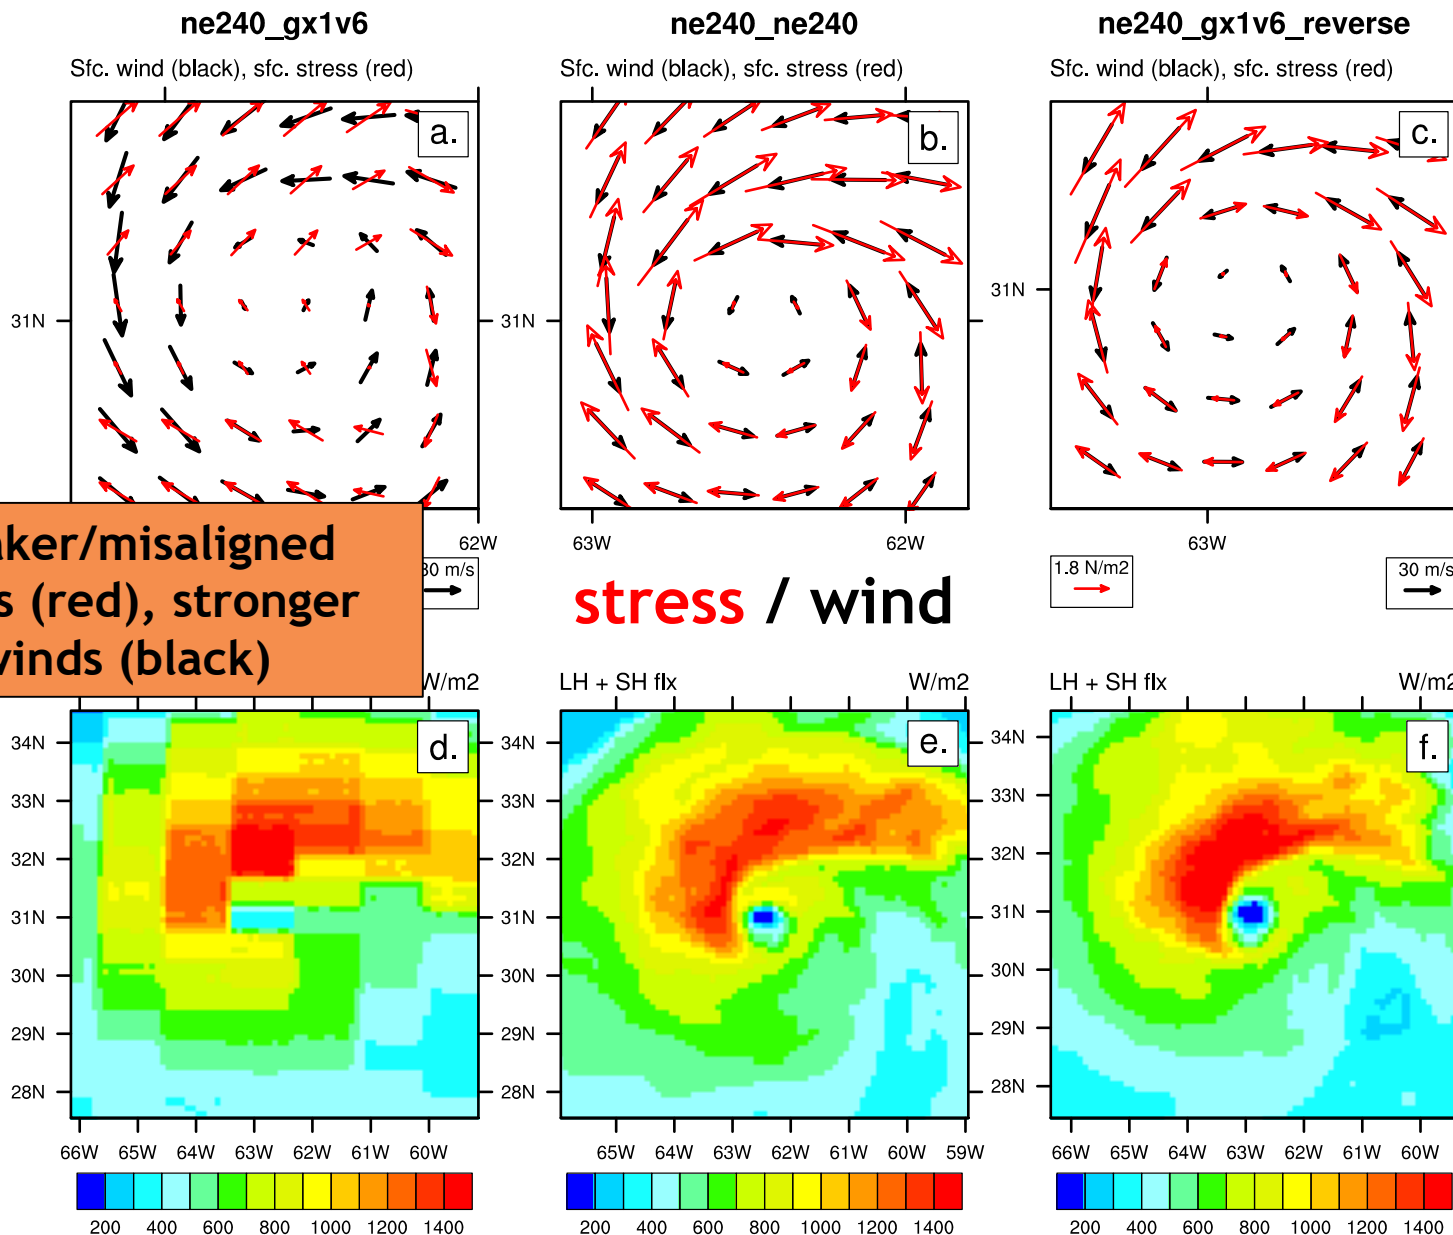 ne240_gx1v6
ne240_ne240
ne240_gx1v6_reverse
Sfc. wind (black), sfc. stress (red)
Sfc. wind (black), sfc. stress (red)
Sfc. wind (black), sfc. stress (red)
a.
b.
c.
31N
31N
31N
62W
63W
62W
63W
30 m/s
1.8 N/m2
30 m/s
(red), stronger
(black)
stress / wind
W/m2
LH + SH flx
W/m2
LH + SH flx
W/m2
d.
e.
f.
34N
33N
32N
31N
30N
29N
28N
34N
33N
32N
31N
30N
29N
28N
34N
33N
32N
31N
30N
29N
28N
66W 65W 64W 63W 62W 61W 60W
65W 64W 63W 62W 61W 60W 59W
66W 65W 64W 63W 62W 61W 60W
200 400 600 800 1000 1200 1400
200 400 600 800 1000 1200 1400
200 400 600 800 1000 1200 1400